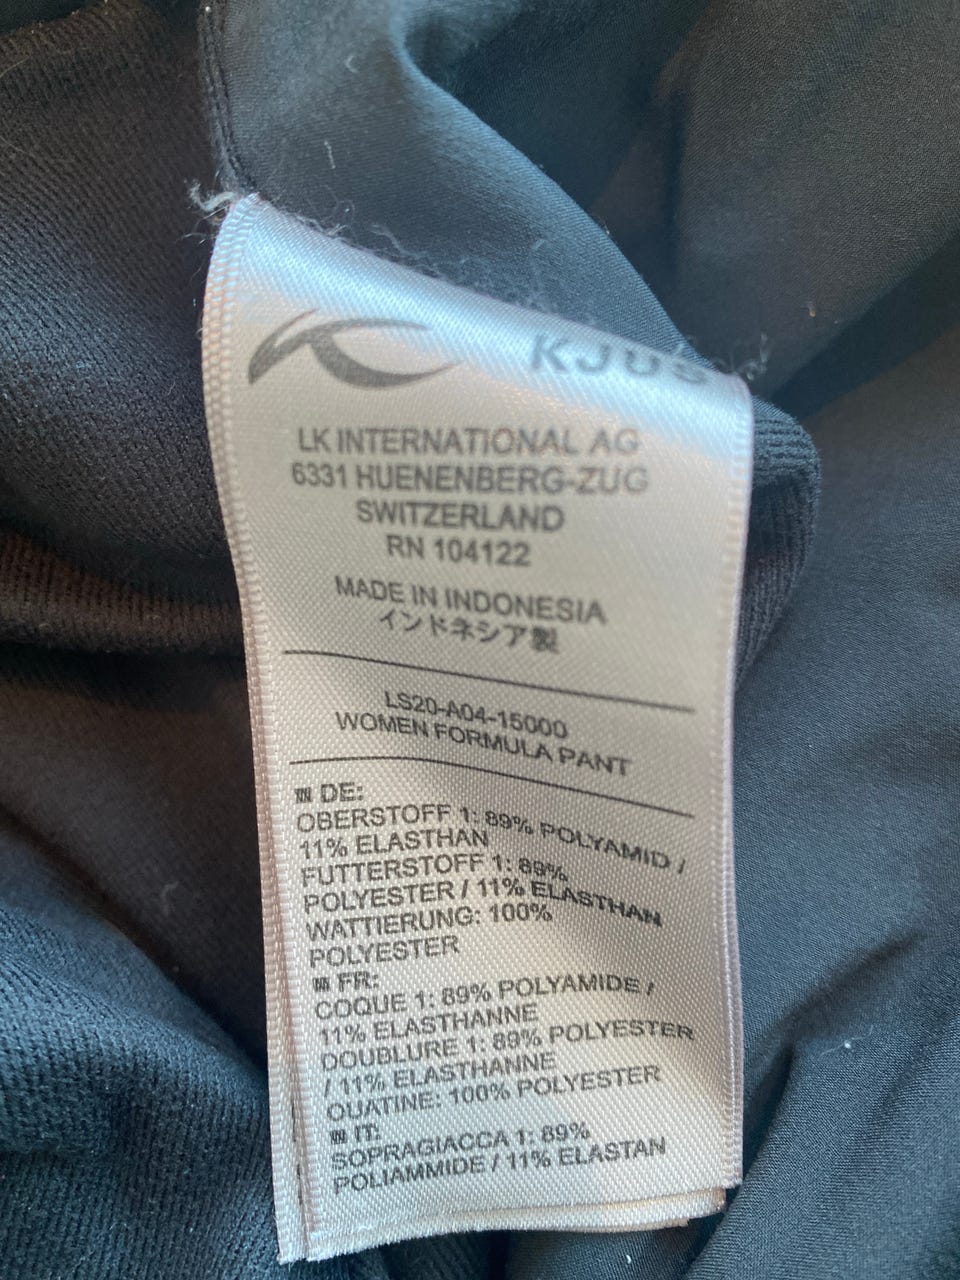 KJUS
LK INTERNATIONAL AG
6331 HUENENBERG-ZUG
SWITZERLAND
RN 104122
MADE IN INDONESIA
インドネシア製
LS20-A04-15000
WOMEN FORMULA PANT
DE:
OBERSTOFF 1: 89% POLYAMID /
11% ELASTHAN
FUTTERSTOFF 1: 89%
POLYESTER / 11% ELASTHAN
WATTIERUNG: 100%
POLYESTER
FR:
COQUE 1: 89% POLYAMIDE /
11% ELASTHANNE
DOUBLURE 1: 89% POLYESTER
/ 11% ELASTHANNE
OUATINE: 100% POLYESTER
IT:
SOPRAGIACCA 1: 89%
POLIAMMIDE / 11% ELASTAN